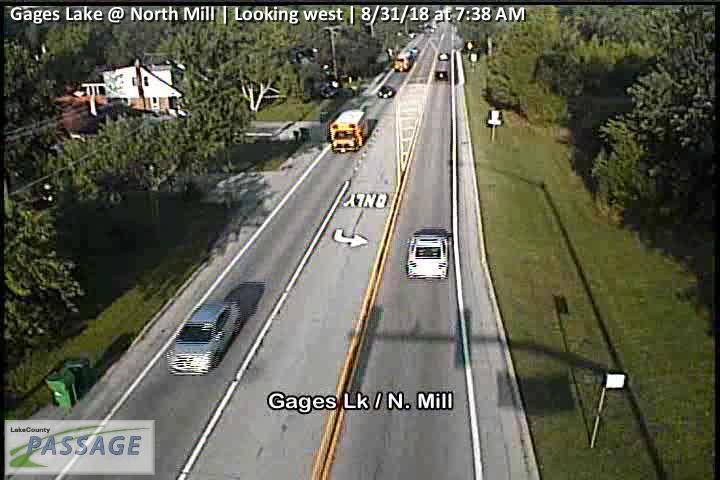 Gages Lake @ North Mill | Looking west | 8/31/18 at 7:38 AM
ONLY
Gages Lk / N. Mill
LakeCounty
PASSAGE